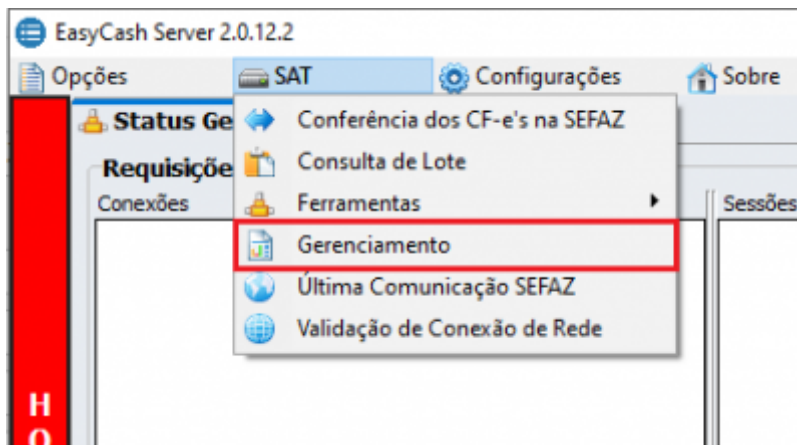 EasyCash Server 2.0.12.2
Opções SAT Configurações Sobre
Status Ge
Conferência dos CF-e's na SEFAZ
Requisiçõe
Consulta de Lote
Conexões
Ferramentas
Sessões
Gerenciamento
Última Comunicação SEFAZ
Validação de Conexão de Rede
H
O